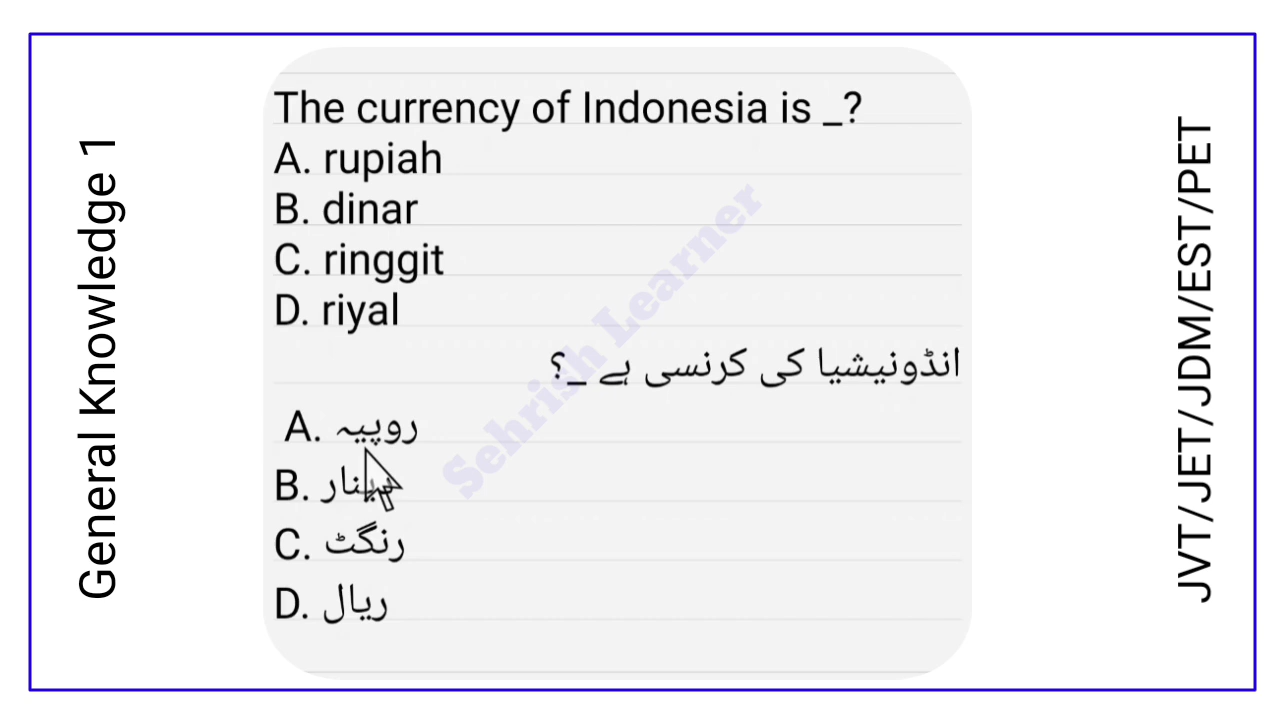 General Knowledge 1
The currency of Indonesia is _?
A. rupiah
B. dinar
C. ringgit
D. riyal
انڈونیشیا کی کرنسی ہے _؟
A. روپیہ
B. دینار
C. رنگٹ
D. ریال
Sehrish Learner
JVT/JET/JDM/EST/PET